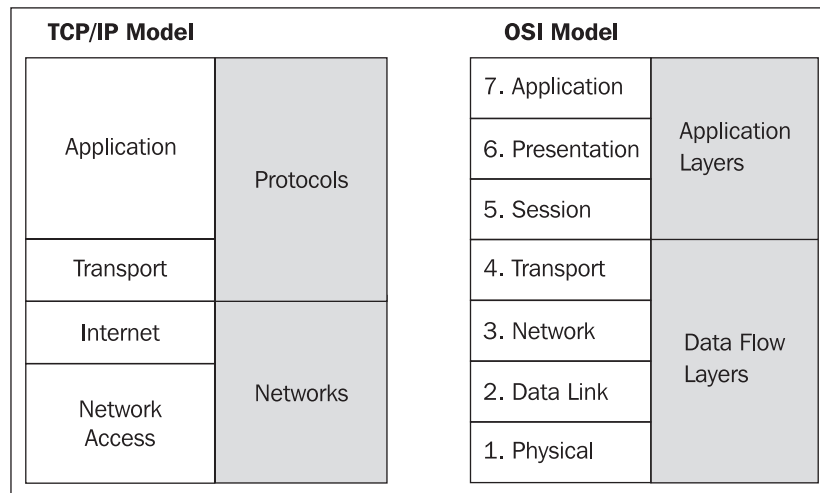 TCP/IP Model
Application
Transport
Internet
Network
Access
Protocols
Networks
OSI Model
7. Application
6. Presentation
5. Session
4. Transport
3. Network
2. Data Link
1. Physical
Application
Layers
Data Flow
Layers